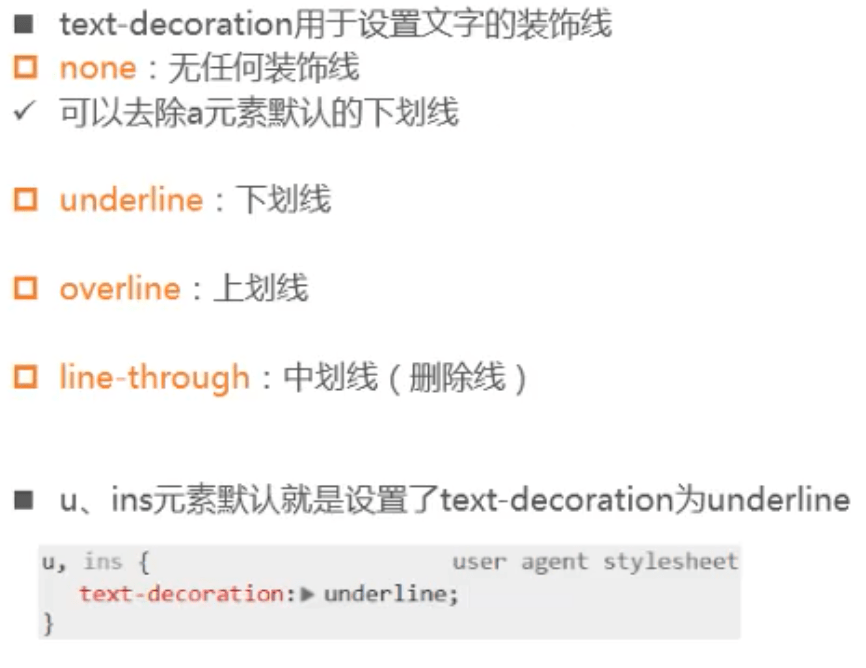 text-decoration用于设置文字的装饰线
none：无任何装饰线
可以去除a元素默认的下划线
underline：下划线
overline：上划线
line-through：中划线（删除线）
u、ins元素默认就是设置了text-decoration为underline
u, ins { user agent stylesheet
text-decoration:▶ underline;
}